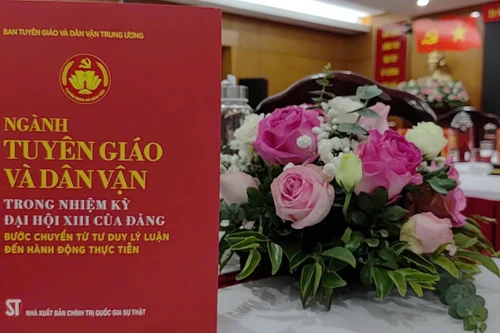 BAN TUYÊN GIÁO VÀ DÂN VẬN TRUNG ƯƠNG
NGÀNH
TUYÊN GIÁO
VÀ DÂN VẬN
TRONG NHIỆM KỲ
ĐẠI HỘI XIII CỦA ĐẢNG
BƯỚC CHUYỂN TỪ TƯ DUY LÝ LUẬN
ĐẾN HÀNH ĐỘNG THỰC TIỄN
ST
NHÀ XUẤT BẢN CHÍNH TRỊ QUỐC GIA SỰ THẬT